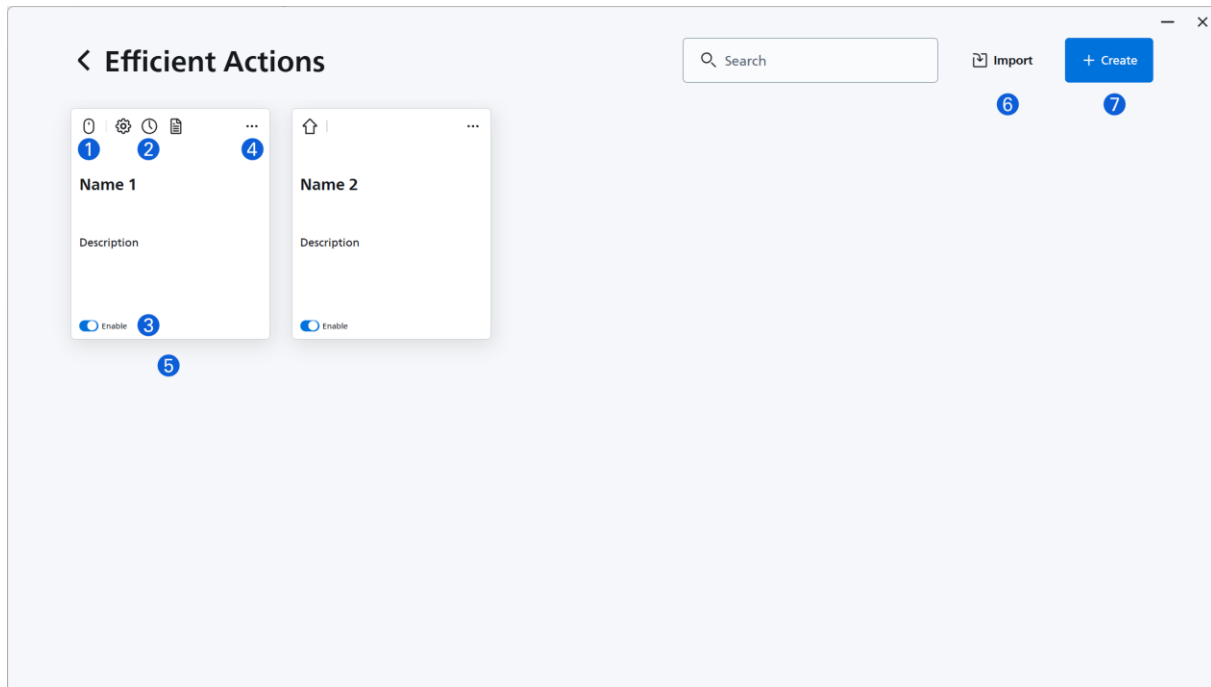 Efficient Actions
Search
Import
+ Create
6
7
1
2
4
Name 1
Name 2
Description
Description
Enable
3
Enable
5